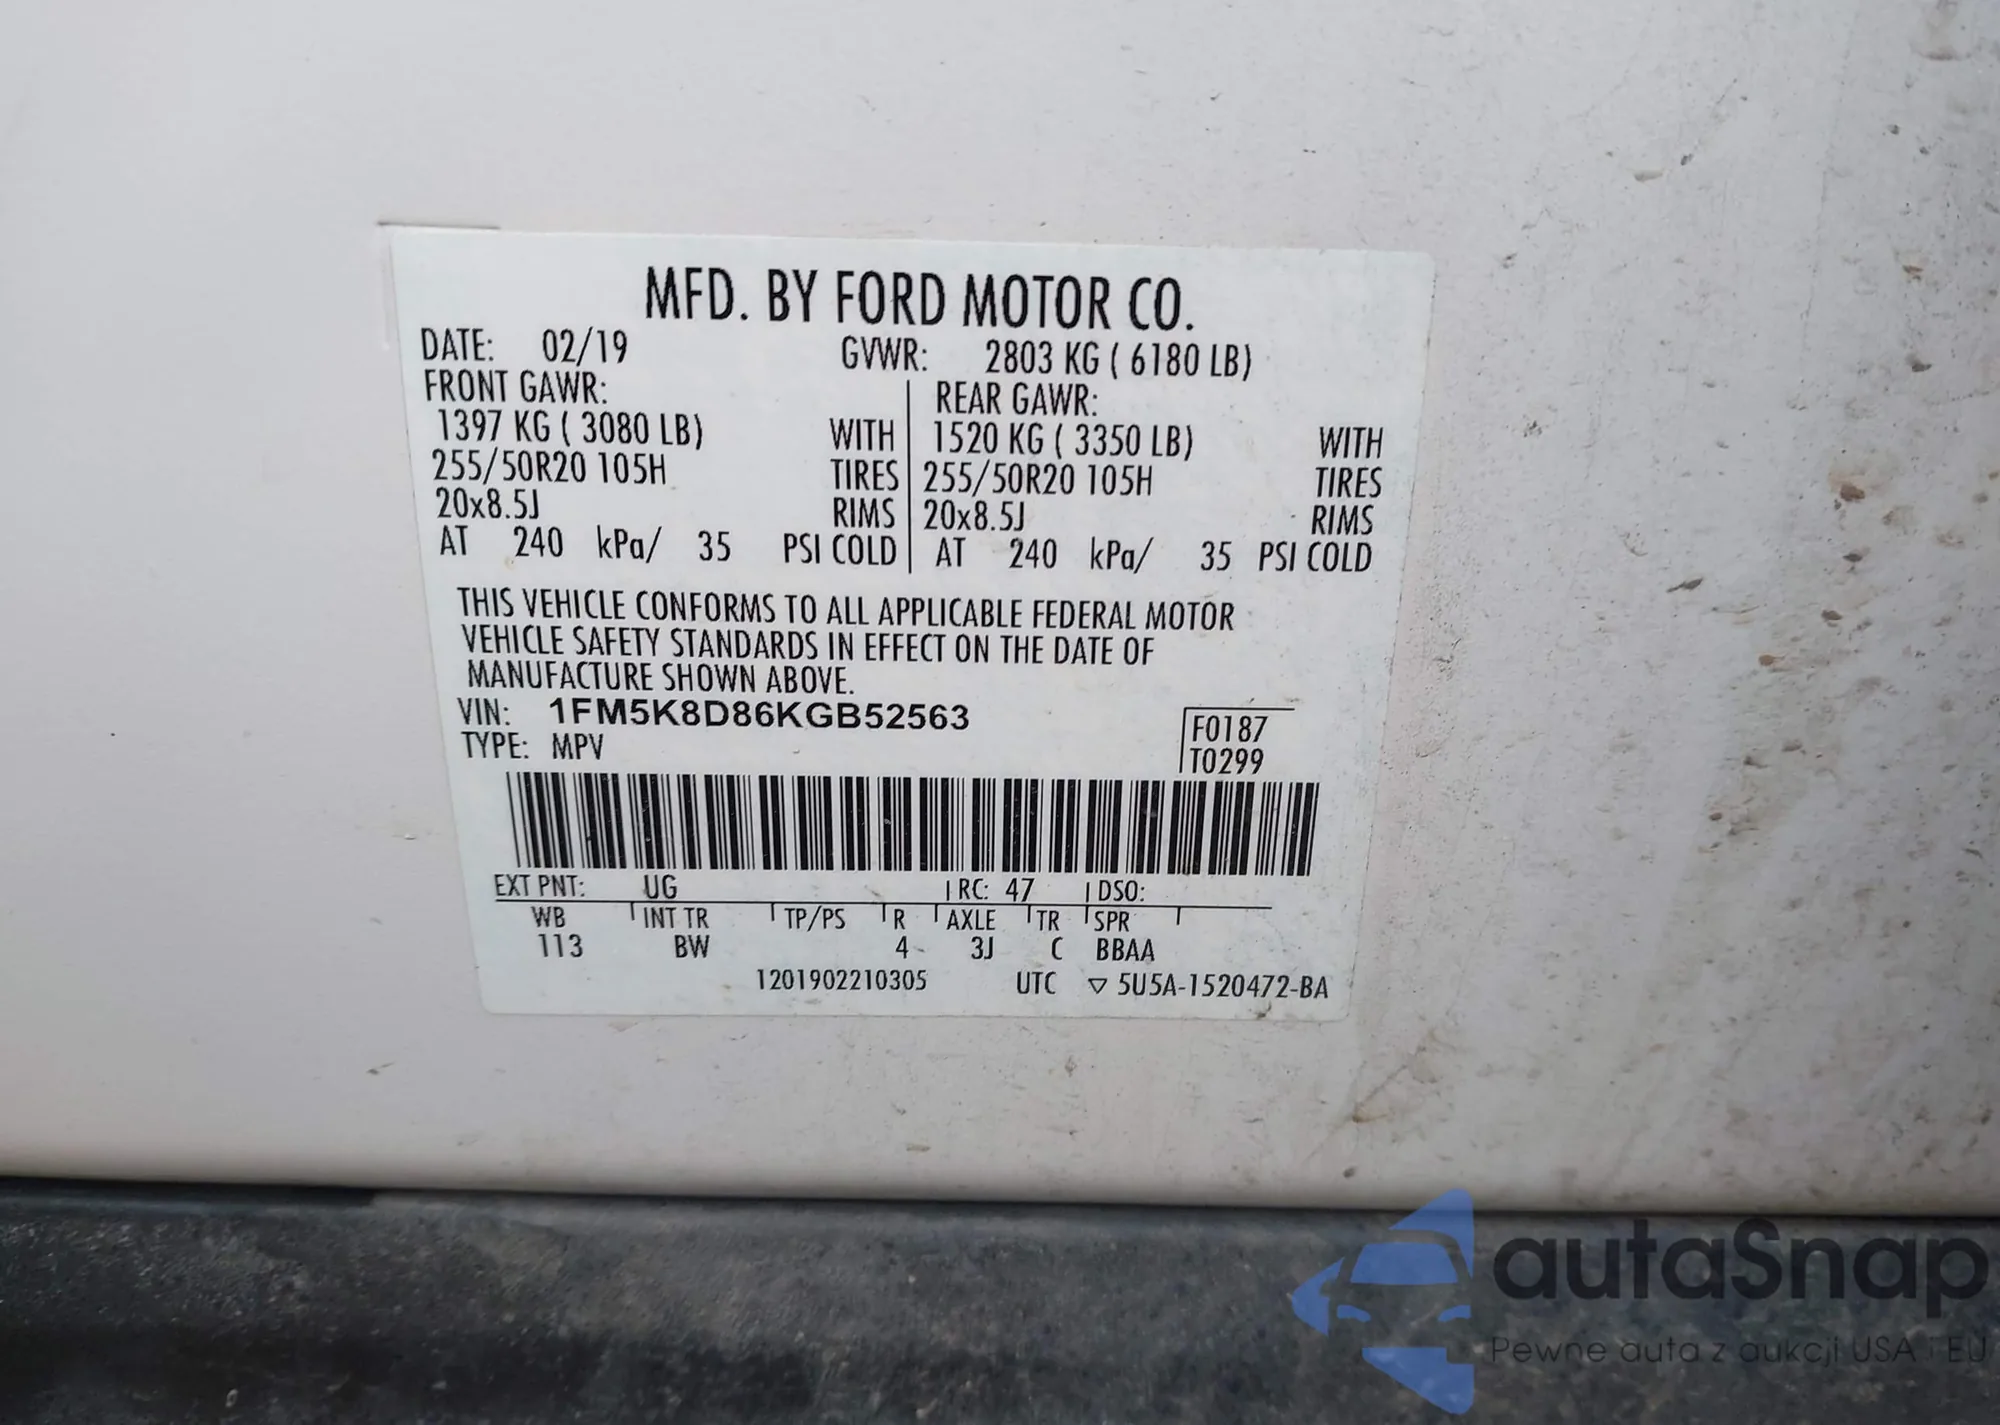 MFD. BY FORD MOTOR CO.
DATE: 02/19 GVWR: 2803 KG ( 6180 LB)
FRONT GAWR: REAR GAWR:
1397 KG ( 3080 LB) WITH 1520 KG ( 3350 LB) WITH
255/50R20 105H TIRES 255/50R20 105H TIRES
20x8.5J RIMS 20x8.5J RIMS
AT 240 kPa/ 35 PSI COLD AT 240 kPa/ 35 PSI COLD
THIS VEHICLE CONFORMS TO ALL APPLICABLE FEDERAL MOTOR
VEHICLE SAFETY STANDARDS IN EFFECT ON THE DATE OF
MANUFACTURE SHOWN ABOVE.
VIN: 1FM5K8D86KGB52563 F0187
TYPE: MPV T0299
EXT PNT: UG RC: 47 DSO:
WB INT TR TP/PS R AXLE TR SPR
113 BW 4 3J C BBAA
1201902210305 UTC ▽ 5U5A-1520472-BA
autaSnap
Pewne auta z aukcji USA i EU